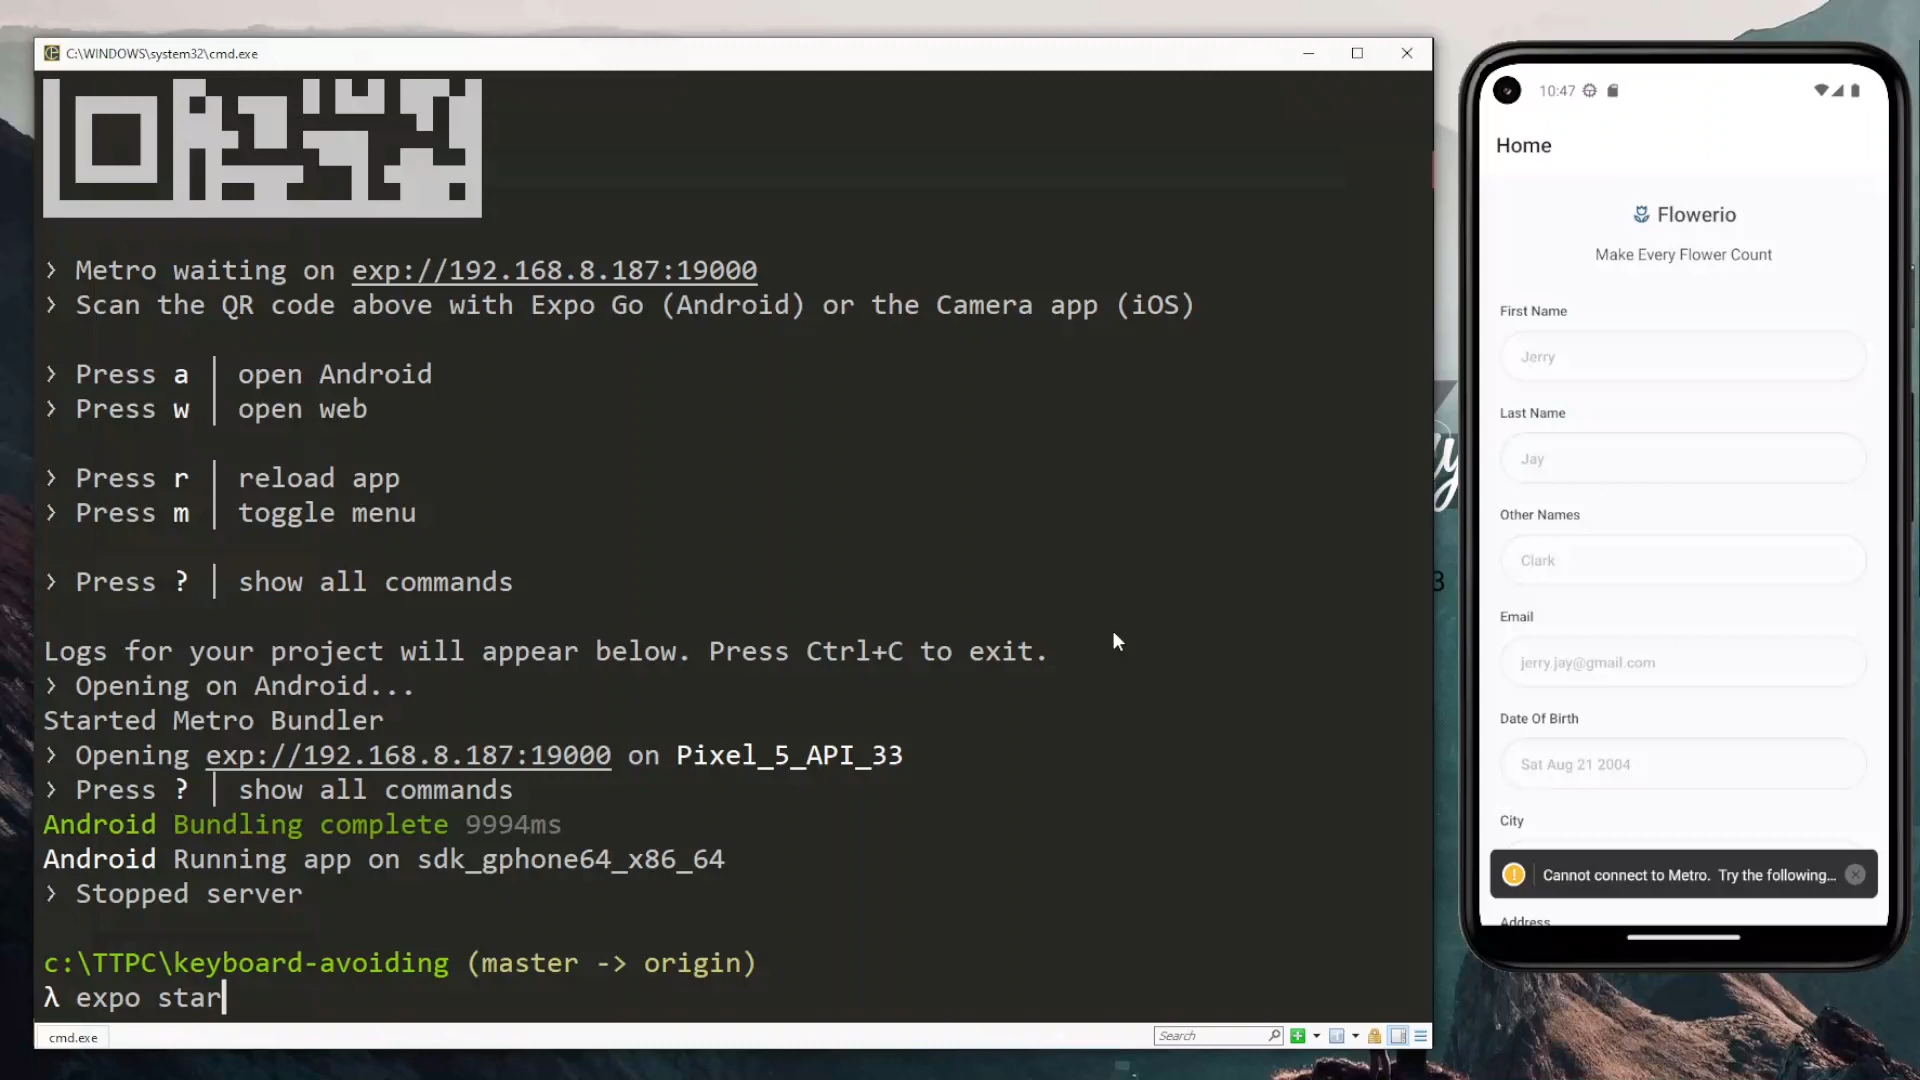 C:\WINDOWS\system32\cmd.exe
› Metro waiting on exp://192.168.8.187:19000
› Scan the QR code above with Expo Go (Android) or the Camera app (iOS)
› Press a │ open Android
› Press w │ open web
› Press r │ reload app
› Press m │ toggle menu
› Press ? │ show all commands
Logs for your project will appear below. Press Ctrl+C to exit.
› Opening on Android...
Started Metro Bundler
› Opening exp://192.168.8.187:19000 on Pixel_5_API_33
› Press ? │ show all commands
Android Bundling complete 9994ms
Android Running app on sdk_gphone64_x86_64
› Stopped server
c:\TTPC\keyboard-avoiding (master -> origin)
λ expo star
cmd.exe
Search
3
10:47
Home
Flowerio
Make Every Flower Count
First Name
Jerry
Last Name
Jay
Other Names
Clark
Email
jerry.jay@gmail.com
Date Of Birth
Sat Aug 21 2004
City
Cannot connect to Metro. Try the following...
Address